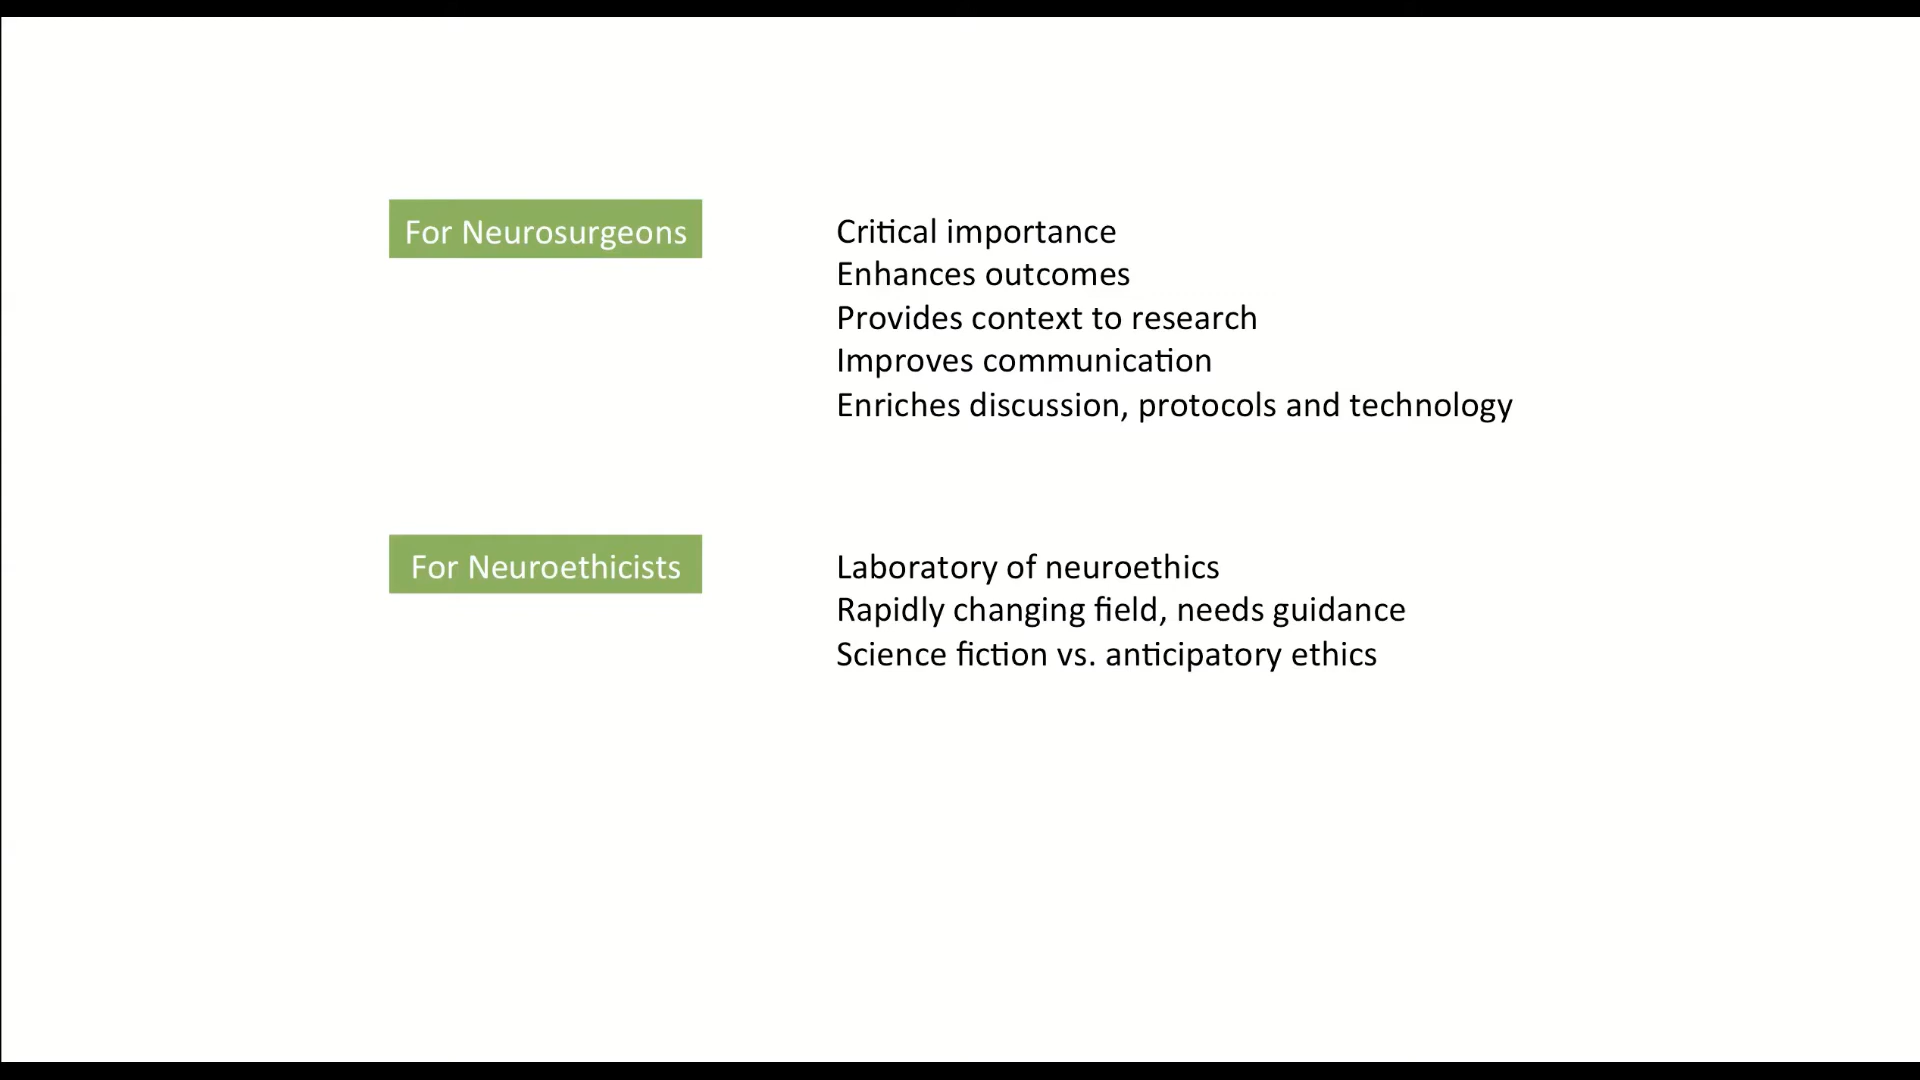 For Neurosurgeons
Critical importance
Enhances outcomes
Provides context to research
Improves communication
Enriches discussion, protocols and technology
For Neuroethicists
Laboratory of neuroethics
Rapidly changing field, needs guidance
Science fiction vs. anticipatory ethics